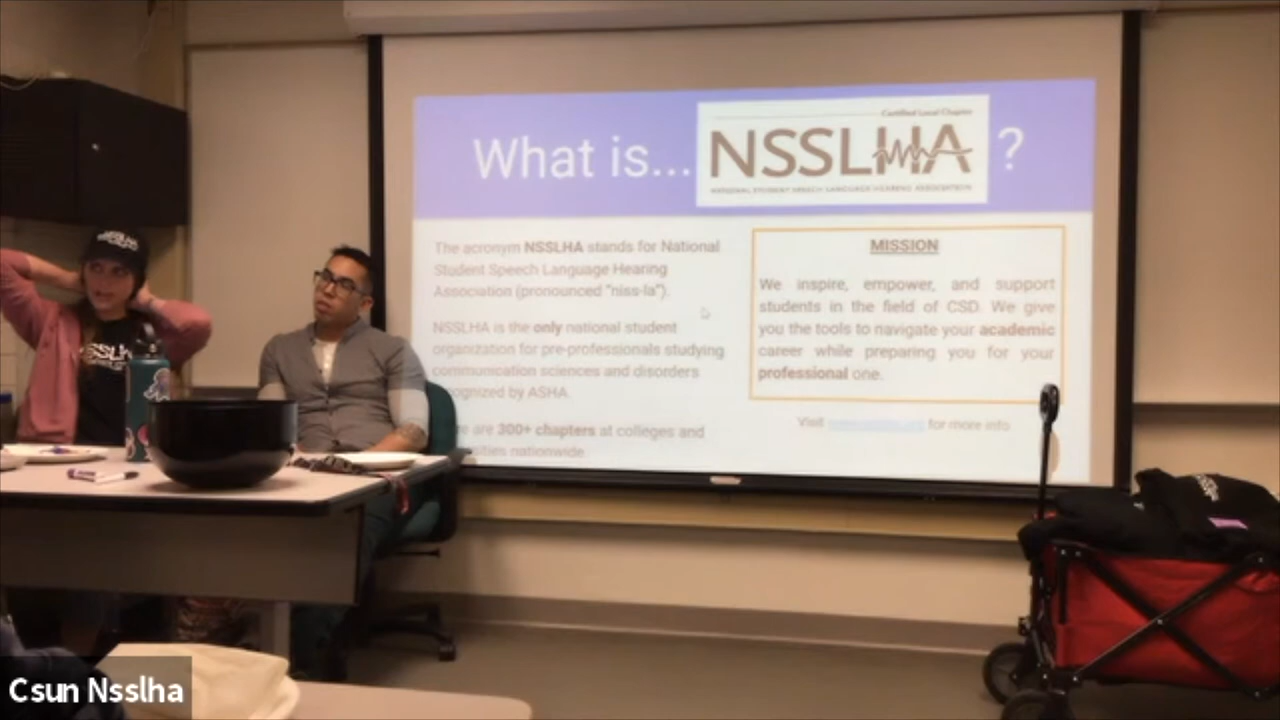 Certified Local Chapter
What is... NSSLHA ?
NATIONAL STUDENT SPEECH LANGUAGE HEARING ASSOCIATION
The acronym NSSLHA stands for National
Student Speech Language Hearing
Association (pronounced "niss-la").
NSSLHA is the only national student
organization for pre-professionals studying
communication sciences and disorders
ognized by ASHA.
re are 300+ chapters at colleges and
sities nationwide.
MISSION
We inspire, empower, and support
students in the field of CSD. We give
you the tools to navigate your academic
career while preparing you for your
professional one.
Visit for more info
Csun Nsslha